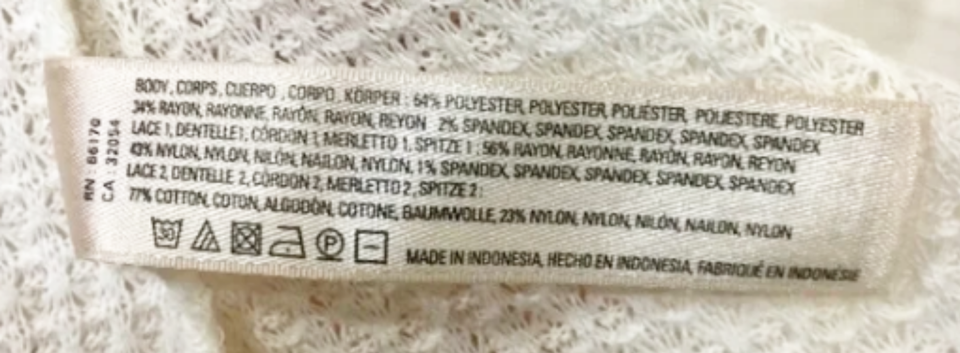 BODY, CORPS, CUERPO, CORPO, KÖRPER : 64% POLYESTER, POLYESTER, POLIÉSTER, POLIESTERE, POLYESTER
34% RAYON, RAYONNE, RAYÓN, RAYON, REYON 2% SPANDEX, SPANDEX, SPANDEX, SPANDEX, SPANDEX
LACE 1, DENTELLE1, CORDON 1, MERLETTO 1, SPITZE 1 : 56% RAYON, RAYONNE, RAYÓN, RAYON, REYON
43% NYLON, NYLON, NILÓN, NAILON, NYLON, 1% SPANDEX, SPANDEX, SPANDEX, SPANDEX, SPANDEX
LACE 2, DENTELLE 2, CORDON 2, MERLETTO 2, SPITZE 2 :
77% COTTON, COTON, ALGODÓN, COTONE, BAUMWOLLE, 23% NYLON, NYLON, NILÓN, NAILON, NYLON
30 P
MADE IN INDONESIA, HECHO EN INDONESIA, FABRIQUÉ EN INDONÉSIE
RN : 86170
CA : 32054